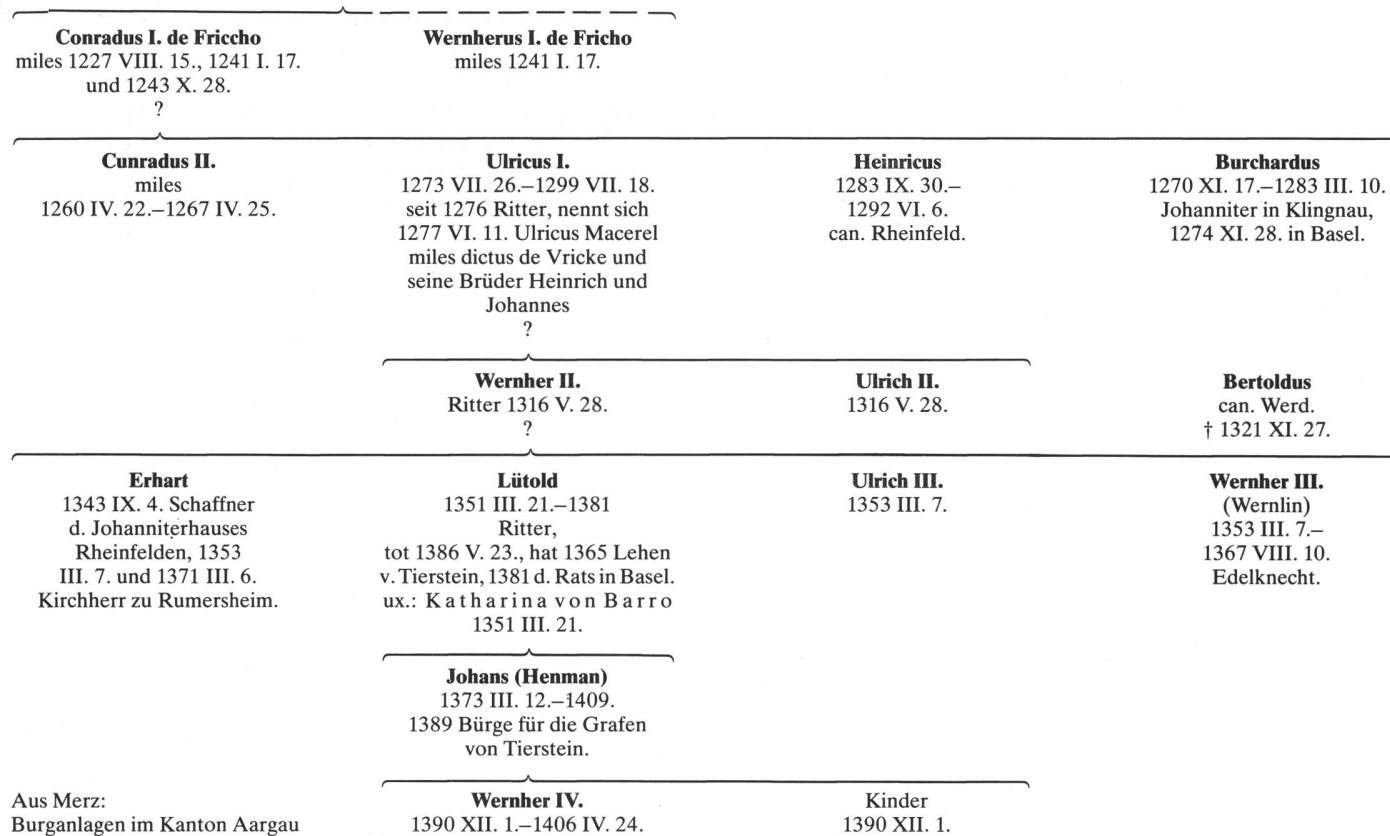 Conradus I. de Friccho
miles 1227 VIII. 15., 1241 I. 17.
und 1243 X. 28.
?
Wernherus I. de Fricho
miles 1241 I. 17.
Cunradus II.
miles
1260 IV. 22.–1267 IV. 25.
Ulricus I.
1273 VII. 26.–1299 VII. 18.
seit 1276 Ritter, nennt sich
1277 VI. 11. Ulricus Macerel
miles dictus de Vricke und
seine Brüder Heinrich und
Johannes
?
Heinricus
1283 IX. 30.–
1292 VI. 6.
can. Rheinfeld.
Burchardus
1270 XI. 17.–1283 III. 10.
Johanniter in Klingnau,
1274 XI. 28. in Basel.
Wernher II.
Ritter 1316 V. 28.
?
Ulrich II.
1316 V. 28.
Bertoldus
can. Werd.
† 1321 XI. 27.
Erhart
1343 IX. 4. Schaffner
d. Johanniterhauses
Rheinfelden, 1353
III. 7. und 1371 III. 6.
Kirchherr zu Rumersheim.
Lütold
1351 III. 21.–1381
Ritter,
tot 1386 V. 23., hat 1365 Lehen
v. Tierstein, 1381 d. Rats in Basel.
ux.: Katharina von Barro
1351 III. 21.
Ulrich III.
1353 III. 7.
Wernher III.
(Wernlin)
1353 III. 7.–
1367 VIII. 10.
Edelknecht.
Johans (Henman)
1373 III. 12.–1409.
1389 Bürge für die Grafen
von Tierstein.
Wernher IV.
1390 XII. 1.–1406 IV. 24.
Kinder
1390 XII. 1.
Aus Merz:
Burganlagen im Kanton Aargau